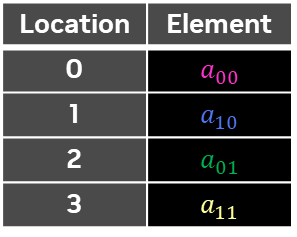 Location Element
0 a₀₀
1 a₁₀
2 a₀₁
3 a₁₁